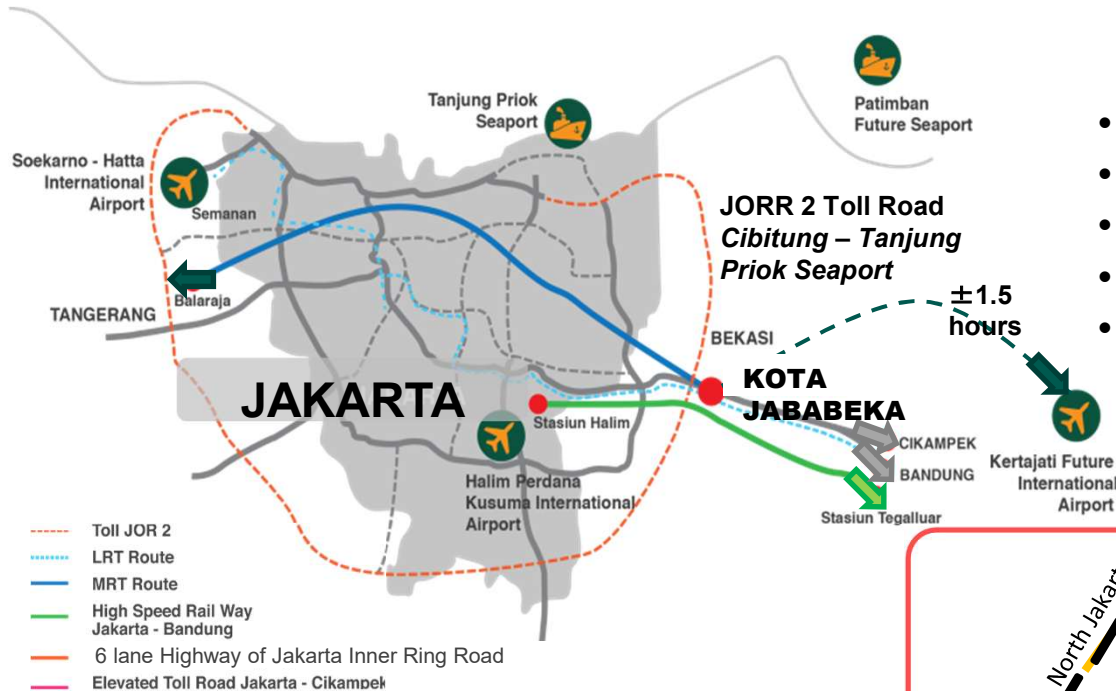 Tanjung Priok
Seaport
Patimban
Future Seaport
Soekarno - Hatta
International
Airport
Semanan
JORR 2 Toll Road
Cibitung – Tanjung
Priok Seaport
±1.5
hours
Balaraja
TANGERANG
BEKASI
JAKARTA
KOTA
JABABEKA
Stasiun Halim
CIKAMPEK
BANDUNG
Kertajati Future
International
Airport
Halim Perdana
Kusuma International
Airport
Stasiun Tegalluar
Toll JOR 2
LRT Route
MRT Route
High Speed Rail Way
Jakarta - Bandung
6 lane Highway of Jakarta Inner Ring Road
Elevated Toll Road Jakarta - Cikampek
North Jakart